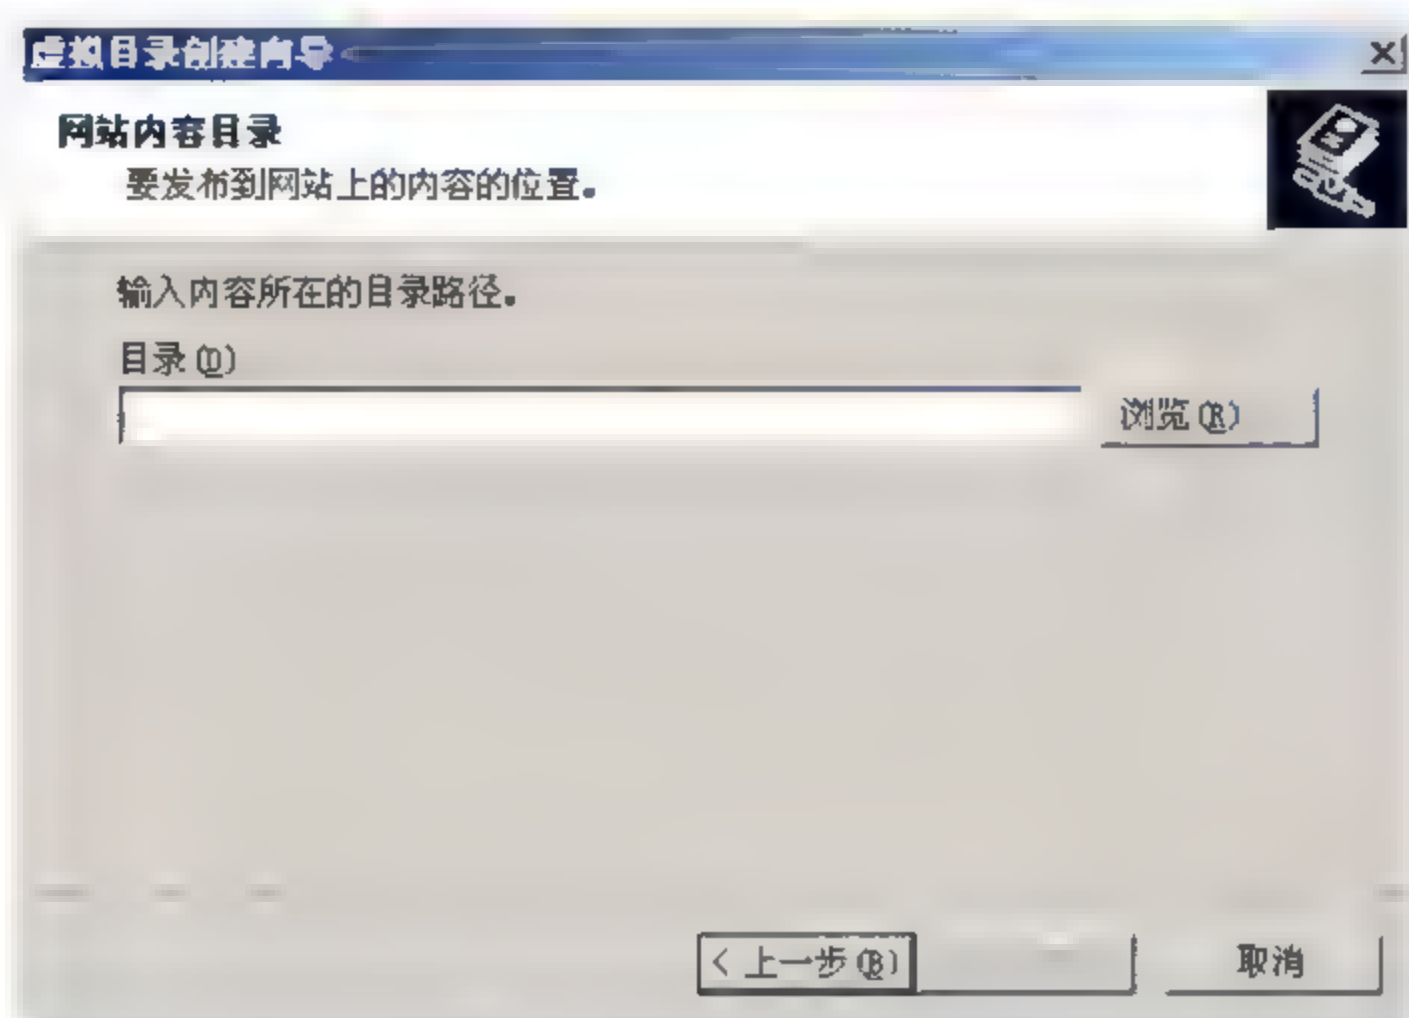 虚拟目录创建向导
网站内容目录
要发布到网站上的内容的位置。
输入内容所在的目录路径。
目录(D)
浏览(R)
< 上一步(B)
取消